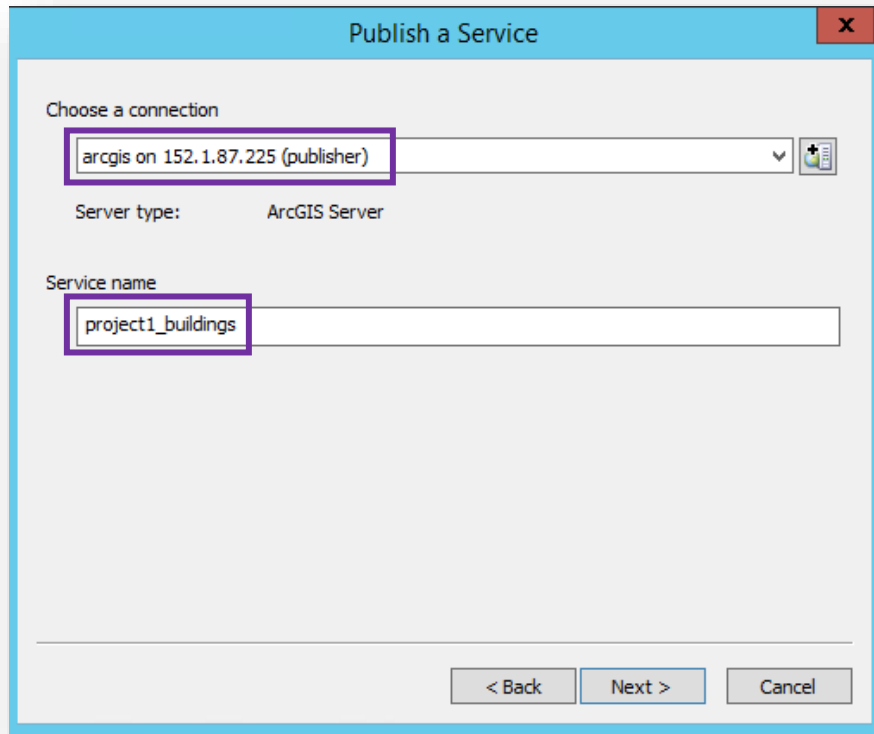 Publish a Service
x
Choose a connection
arcgis on 152.1.87.225 (publisher)
Server type: ArcGIS Server
Service name
project1_buildings
< Back Next > Cancel